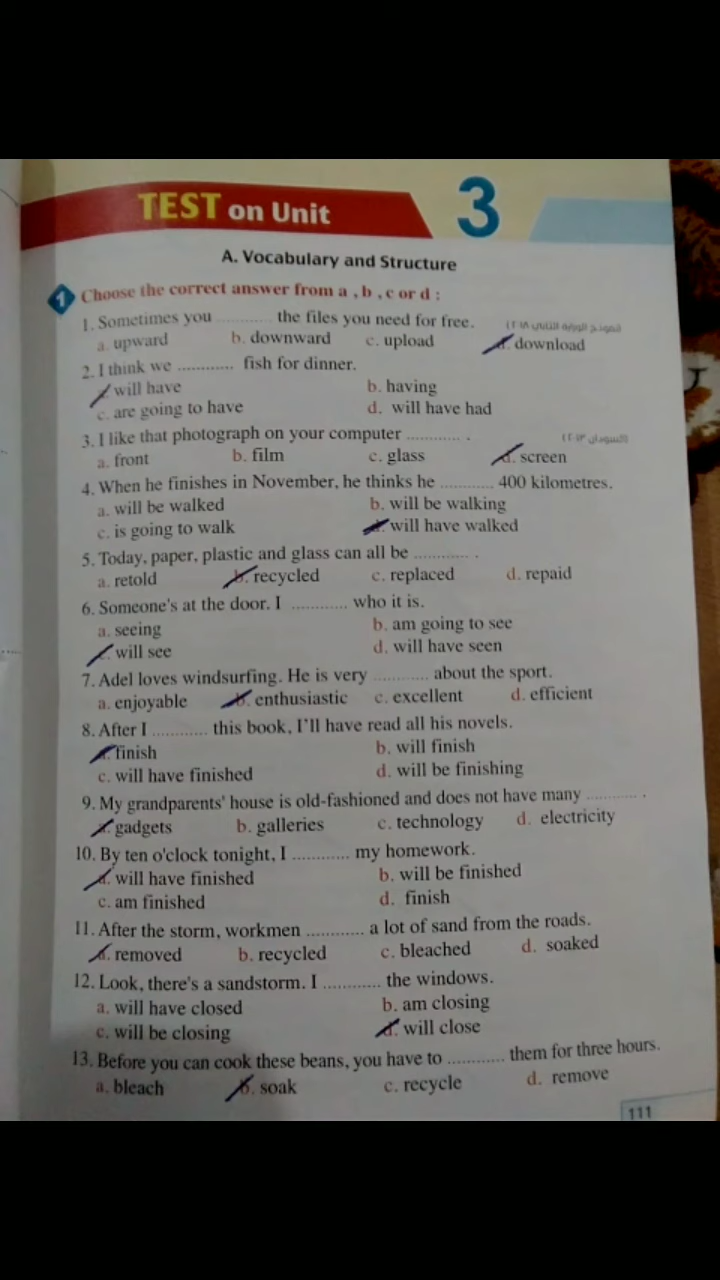 TEST on Unit 3
A. Vocabulary and Structure
1 Choose the correct answer from a , b , c or d :
1. Sometimes you ............ the files you need for free. (نموذج الوزارة الثاني ٢٠١٨)
a. upward b. downward c. upload d. download
2. I think we ............ fish for dinner.
a. will have b. having
c. are going to have d. will have had
3. I like that photograph on your computer ............ . (السودان ٢٠١٣)
a. front b. film c. glass d. screen
4. When he finishes in November, he thinks he ........... 400 kilometres.
a. will be walked b. will be walking
c. is going to walk d. will have walked
5. Today, paper, plastic and glass can all be ............ .
a. retold b. recycled c. replaced d. repaid
6. Someone's at the door. I ............ who it is.
a. seeing b. am going to see
c. will see d. will have seen
7. Adel loves windsurfing. He is very ............ about the sport.
a. enjoyable b. enthusiastic c. excellent d. efficient
8. After I ............ this book, I'll have read all his novels.
a. finish b. will finish
c. will have finished d. will be finishing
9. My grandparents' house is old-fashioned and does not have many ............ .
a. gadgets b. galleries c. technology d. electricity
10. By ten o'clock tonight, I ............ my homework.
a. will have finished b. will be finished
c. am finished d. finish
11. After the storm, workmen ............ a lot of sand from the roads.
a. removed b. recycled c. bleached d. soaked
12. Look, there's a sandstorm. I ............ the windows.
a. will have closed b. am closing
c. will be closing d. will close
13. Before you can cook these beans, you have to ............ them for three hours.
a. bleach b. soak c. recycle d. remove
111